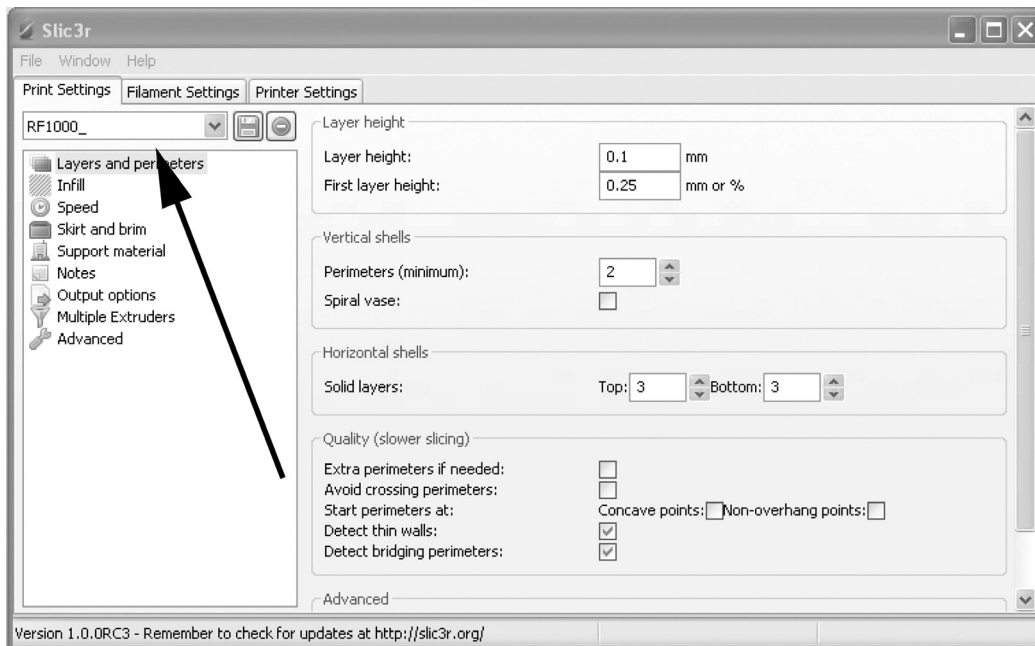 Slic3r
File Window Help
Print Settings Filament Settings Printer Settings
RF1000_
Layers and perimeters
Infill
Speed
Skirt and brim
Support material
Notes
Output options
Multiple Extruders
Advanced
Layer height
Layer height: 0.1 mm
First layer height: 0.25 mm or %
Vertical shells
Perimeters (minimum): 2
Spiral vase:
Horizontal shells
Solid layers: Top: 3 Bottom: 3
Quality (slower slicing)
Extra perimeters if needed:
Avoid crossing perimeters:
Start perimeters at: Concave points: Non-overhang points:
Detect thin walls:
Detect bridging perimeters:
Advanced
Version 1.0.0RC3 - Remember to check for updates at http://slic3r.org/